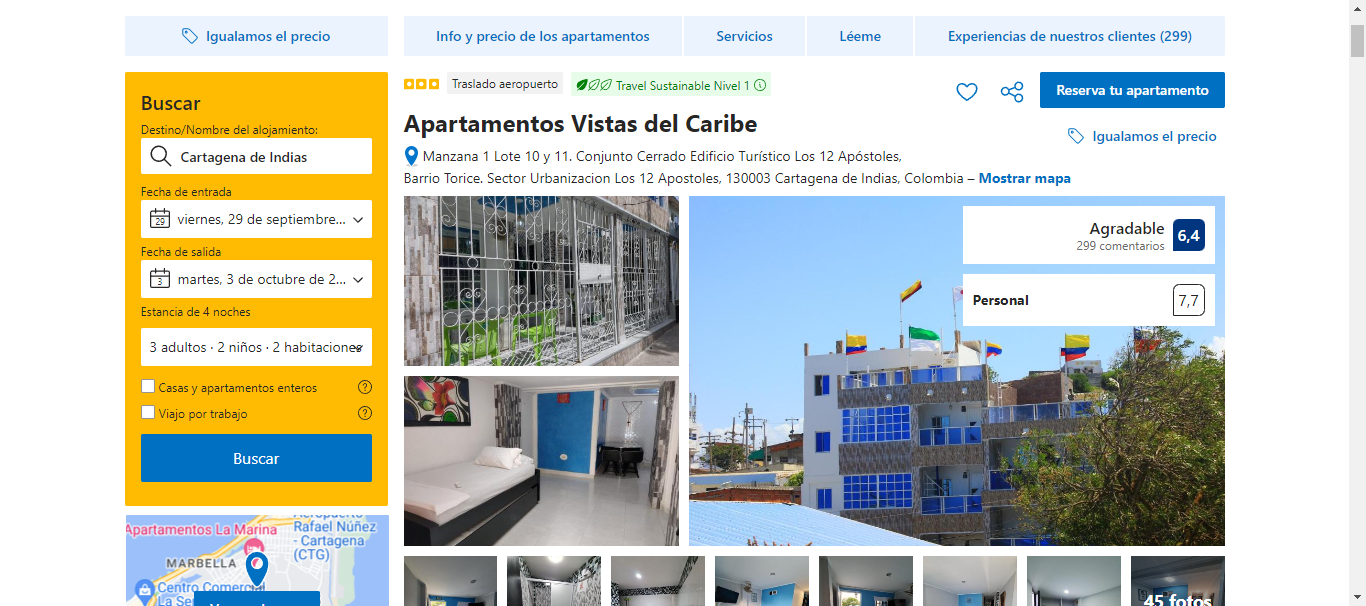 Igualamos el precio
Info y precio de los apartamentos
Servicios
Léeme
Experiencias de nuestros clientes (299)
Buscar
Destino/Nombre del alojamiento:
Cartagena de Indias
Fecha de entrada
29
viernes, 29 de septiembre...
Fecha de salida
3
martes, 3 de octubre de 2...
Estancia de 4 noches
3 adultos · 2 niños · 2 habitaciones
Casas y apartamentos enteros
Viajo por trabajo
Buscar
Apartamentos La Marina
Aeropuerto
Rafael Núñez
- Cartagena
(CTG)
MARBELLA
Centro Comercial
Traslado aeropuerto
Travel Sustainable Nivel 1
Reserva tu apartamento
Apartamentos Vistas del Caribe
Igualamos el precio
Manzana 1 Lote 10 y 11. Conjunto Cerrado Edificio Turístico Los 12 Apóstoles,
Barrio Torice. Sector Urbanizacion Los 12 Apostoles, 130003 Cartagena de Indias, Colombia – Mostrar mapa
Agradable
299 comentarios
6,4
Personal
7,7
45 fotos